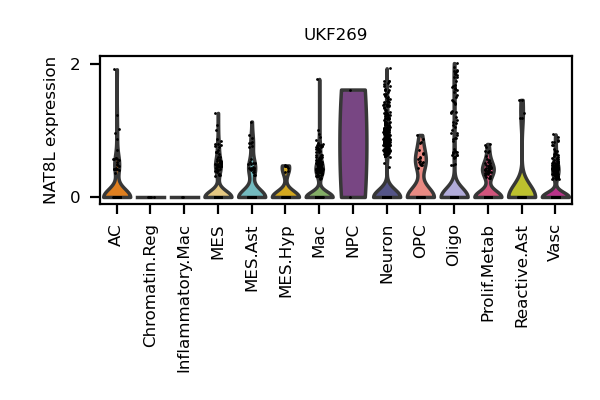 UKF269
NAT8L expression
2
0
AC
Chromatin.Reg
Inflammatory.Mac
MES
MES.Ast
MES.Hyp
Mac
NPC
Neuron
OPC
Oligo
Prolif.Metab
Reactive.Ast
Vasc